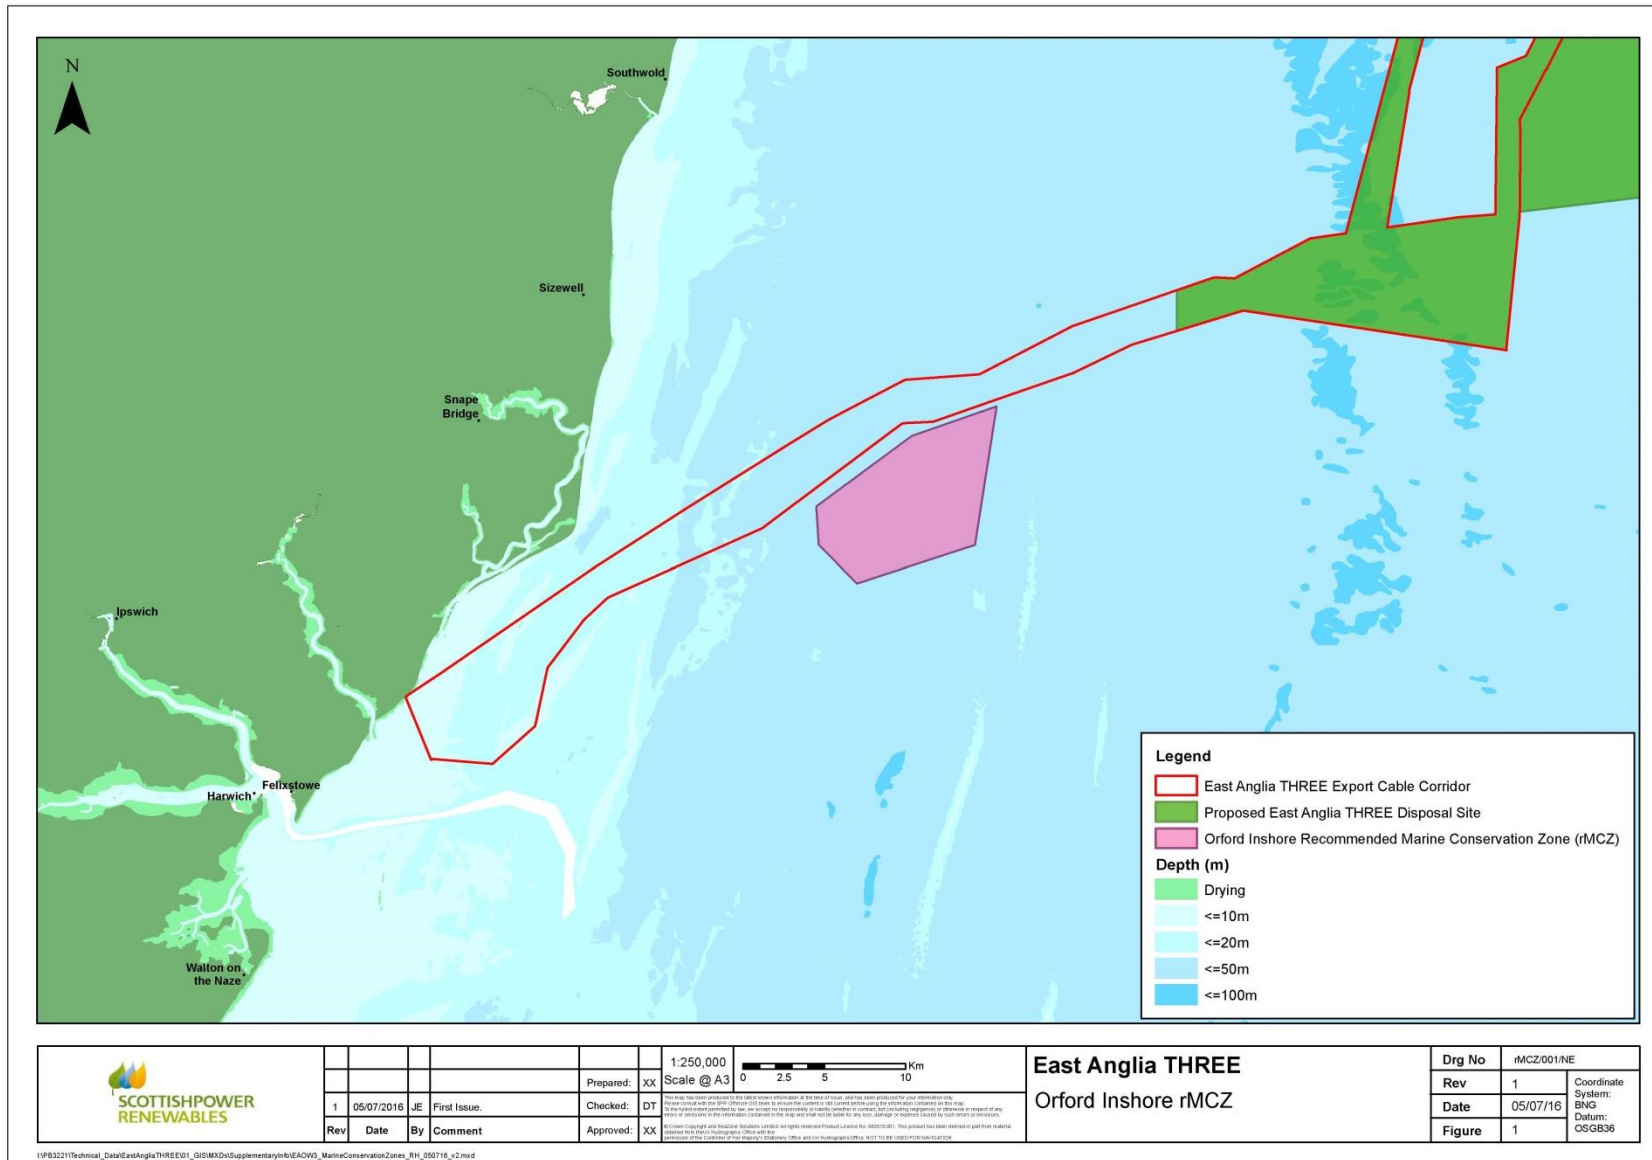 N
Southwold
Sizewell
Snape
Bridge
Ipswich
Felixstowe
Harwich
Walton on
the Naze
Legend
East Anglia THREE Export Cable Corridor
Proposed East Anglia THREE Disposal Site
Orford Inshore Recommended Marine Conservation Zone (rMCZ)
Depth (m)
Drying
<=10m
<=20m
<=50m
<=100m
SCOTTISHPOWER
RENEWABLES
1 05/07/2016 JE First Issue.
Rev Date By Comment
Prepared: XX
Checked: DT
Approved: XX
1:250,000
Scale @ A3
Km
0 2.5 5 10
East Anglia THREE
Orford Inshore rMCZ
Drg No rMCZ/001/NE
Rev 1
Date 05/07/16
Figure 1
Coordinate
System:
BNG
Datum:
OSGB36